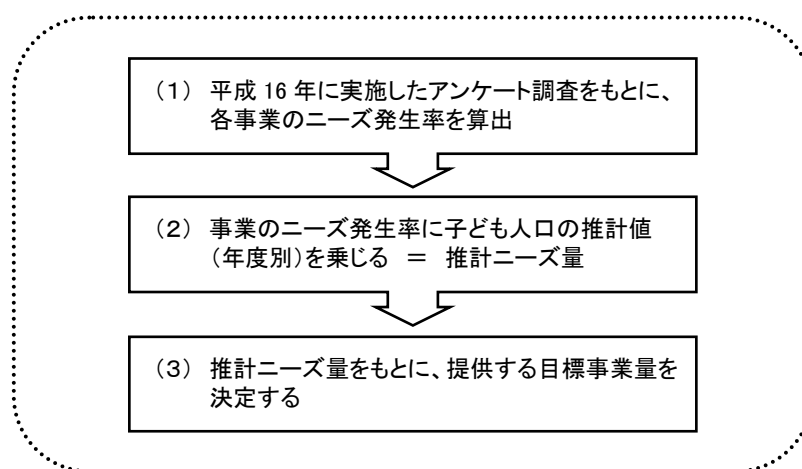 （１） 平成 16 年に実施したアンケート調査をもとに、
各事業のニーズ発生率を算出
（２） 事業のニーズ発生率に子ども人口の推計値
（年度別）を乗じる ＝ 推計ニーズ量
（３） 推計ニーズ量をもとに、提供する目標事業量を
決定する